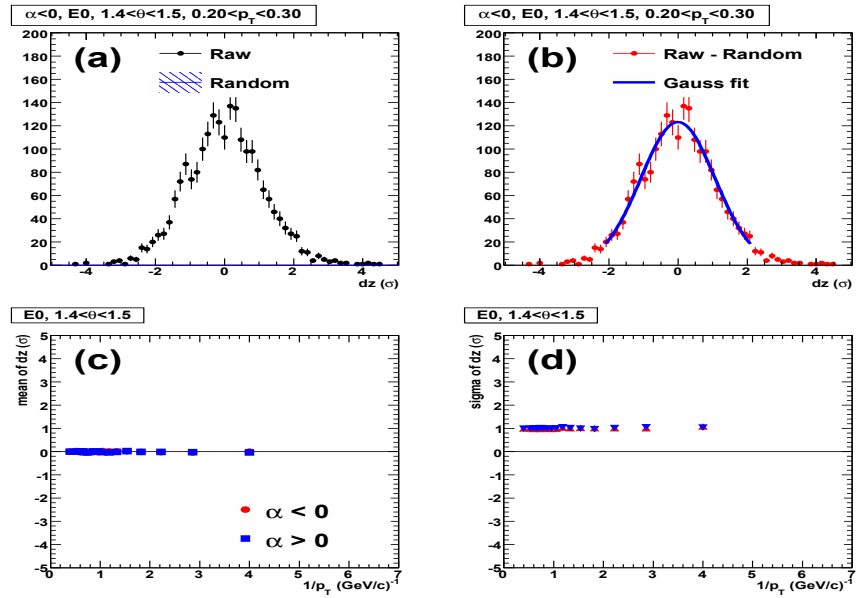 α<0, E0, 1.4<θ<1.5, 0.20<p_T<0.30
(a)
Raw
Random
200
180
160
140
120
100
80
60
40
20
0
-4 -2 0 2 4
dz (σ)
α<0, E0, 1.4<θ<1.5, 0.20<p_T<0.30
(b)
Raw - Random
Gauss fit
200
180
160
140
120
100
80
60
40
20
0
-4 -2 0 2 4
dz (σ)
E0, 1.4<θ<1.5
(c)
mean of dz (σ)
5
4
3
2
1
0
-1
-2
-3
-4
-5
α < 0
α > 0
0 1 2 3 4 5 6 7
1/p_T (GeV/c)⁻¹
E0, 1.4<θ<1.5
(d)
sigma of dz (σ)
5
4
3
2
1
0
-1
-2
-3
-4
-5
0 1 2 3 4 5 6 7
1/p_T (GeV/c)⁻¹